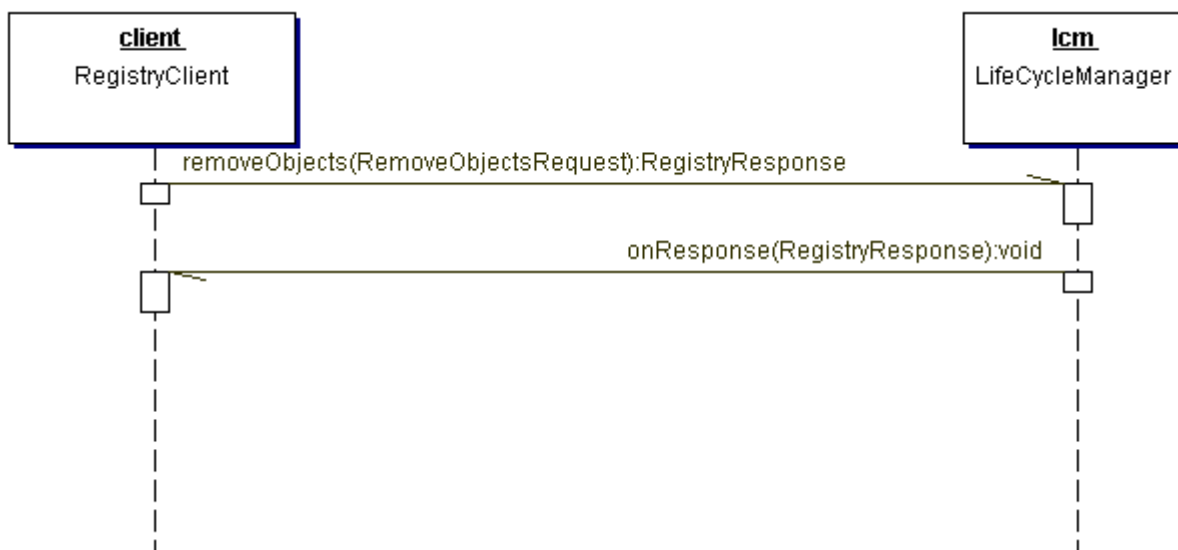 client
RegistryClient
lcm
LifeCycleManager
removeObjects(RemoveObjectsRequest):RegistryResponse
onResponse(RegistryResponse):void